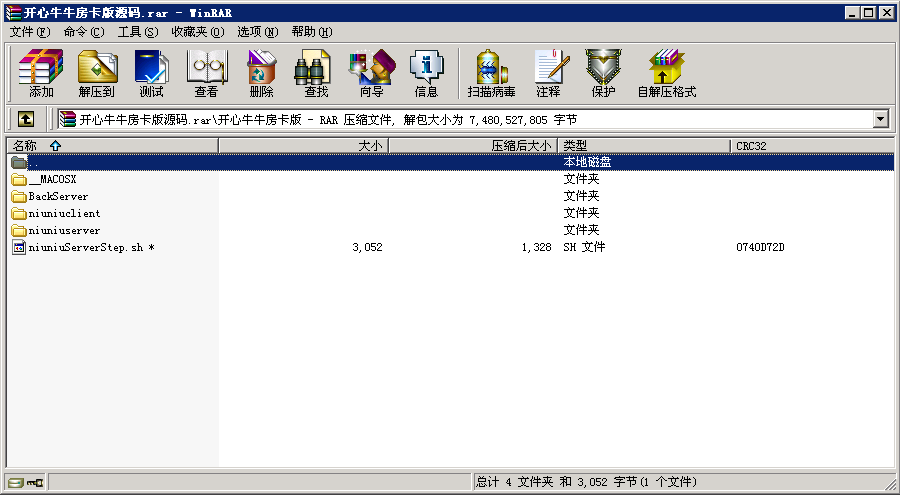 开心牛牛房卡版源码.rar - WinRAR
文件(F) 命令(C) 工具(S) 收藏夹(O) 选项(N) 帮助(H)
添加 解压到 测试 查看 删除 查找 向导 信息 扫描病毒 注释 保护 自解压格式
开心牛牛房卡版源码.rar\开心牛牛房卡版 - RAR 压缩文件, 解包大小为 7,480,527,805 字节
名称 大小 压缩后大小 类型 CRC32
.. 本地磁盘
__MACOSX 文件夹
BackServer 文件夹
niuniuclient 文件夹
niuniuserver 文件夹
niuniuServerStep.sh * 3,052 1,328 SH 文件 0740D72D
总计 4 文件夹 和 3,052 字节(1 个文件)